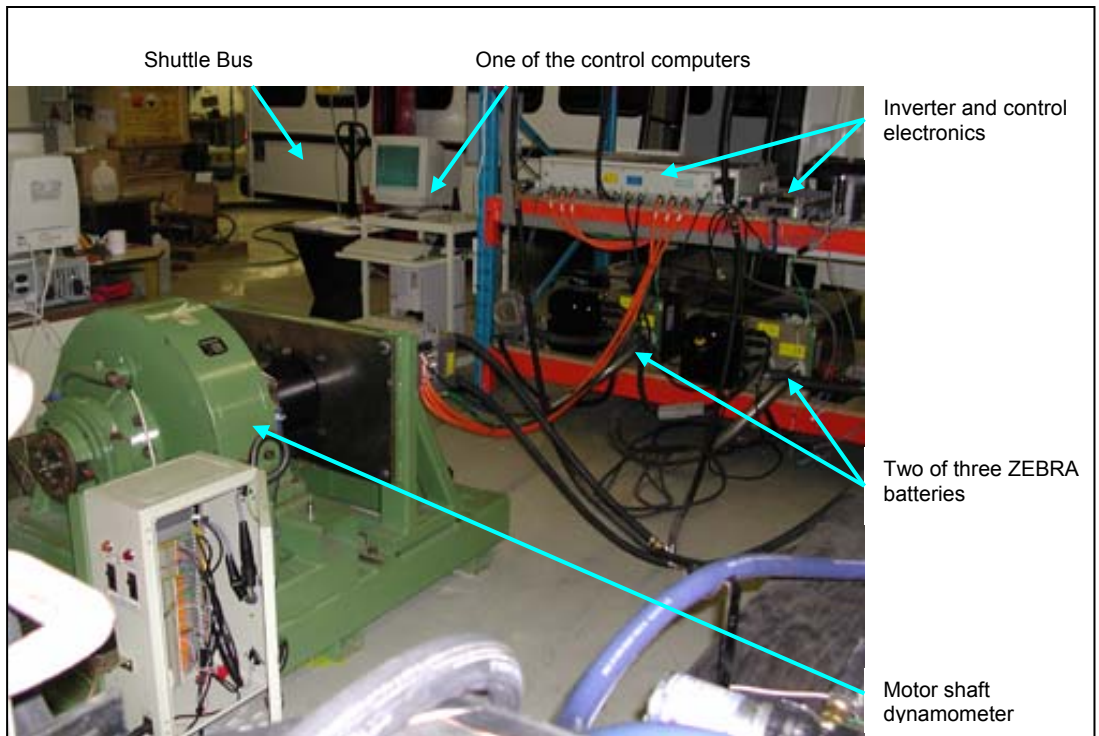 Shuttle Bus
One of the control computers
Inverter and control
electronics
Two of three ZEBRA
batteries
Motor shaft
dynamometer